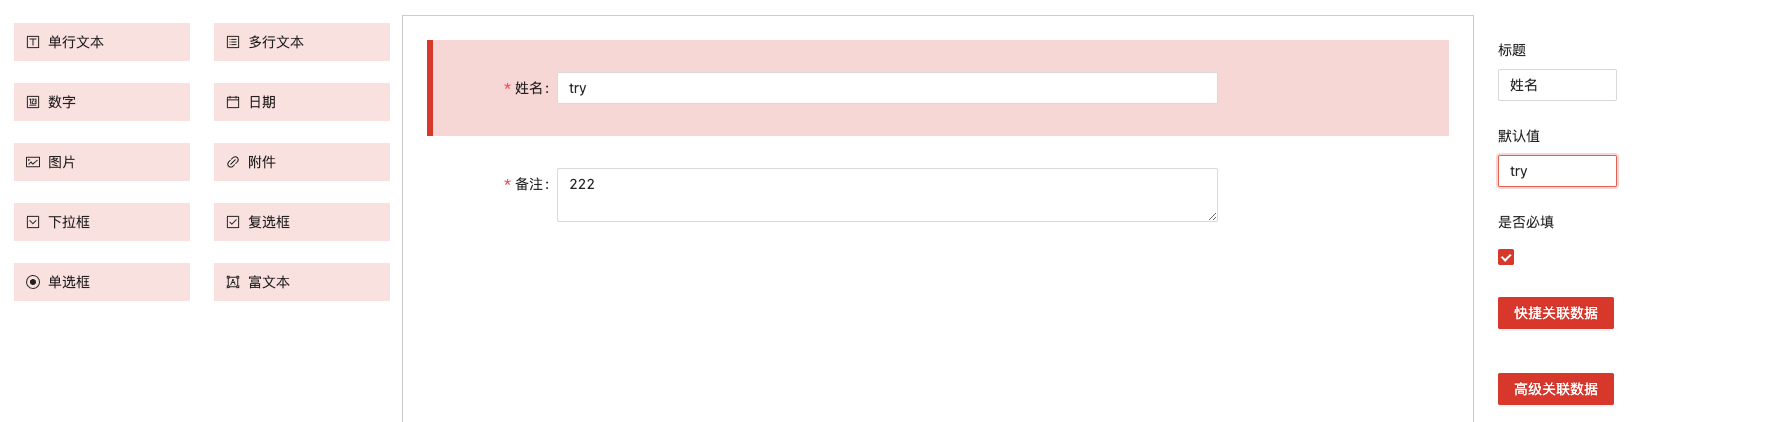 单行文本
多行文本
数字
日期
图片
附件
下拉框
复选框
单选框
富文本
* 姓名: try
* 备注: 222
标题
姓名
默认值
try
是否必填
快捷关联数据
高级关联数据